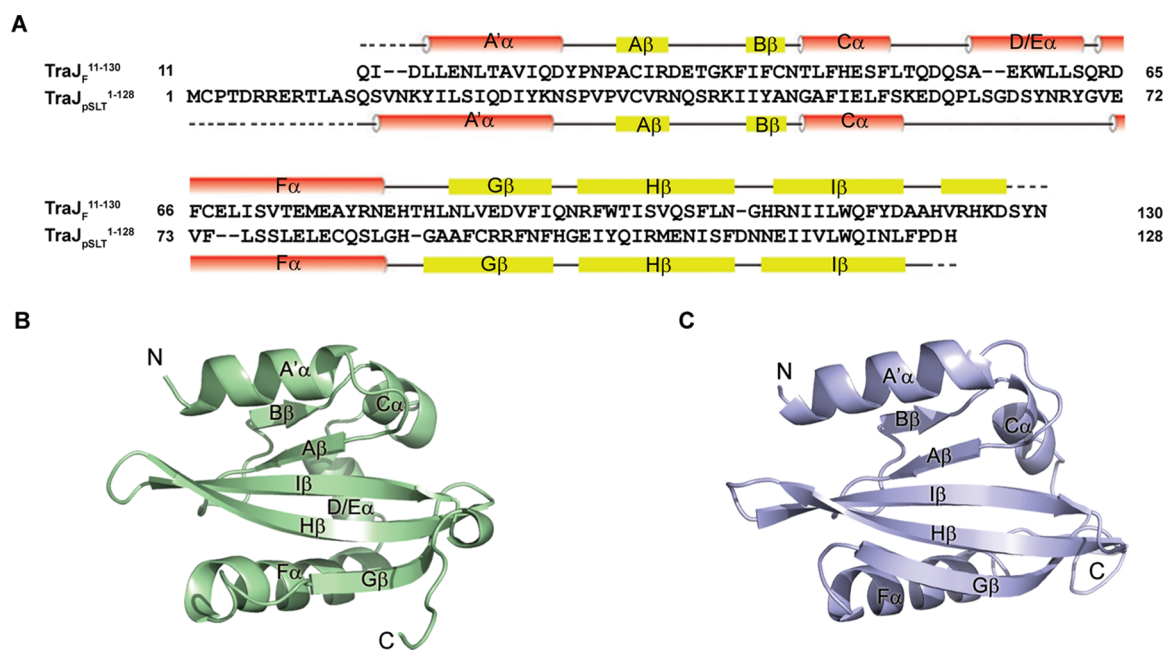 A
A'α Aβ Bβ Cα D/Eα
TraJF11-130 11 QI--DLLENLTAVIQDYPNPACIRDETGKFIFCNTLFHESFLTQDQSA--EKWLLSQRD 65
TraJpSLT1-128 1 MCPTDRRERTLASQSVNKYILSIQDIYKNSPVPVCVRNQSRKIIYANGAFIELFSKEDQPLSGDSYNRYGVE 72
A'α Aβ Bβ Cα
Fα Gβ Hβ Iβ
TraJF11-130 66 FCELISVTEMEAYRNEHTHLNLVEDVFIQNRFWTISVQSFLN-GHRNIILWQFYDAAHVRHKDSYN 130
TraJpSLT1-128 73 VF--LSSLELECQSLGH-GAAFCRRFNFHGEIYQIRMENISFDNNEIIVLWQINLFPDH 128
Fα Gβ Hβ Iβ
B
N
A'α
Bβ
Cα
Aβ
Iβ
D/Eα
Hβ
Fα
Gβ
C
C
N
A'α
Bβ
Cα
Aβ
Iβ
Hβ
C
Gβ
Fα